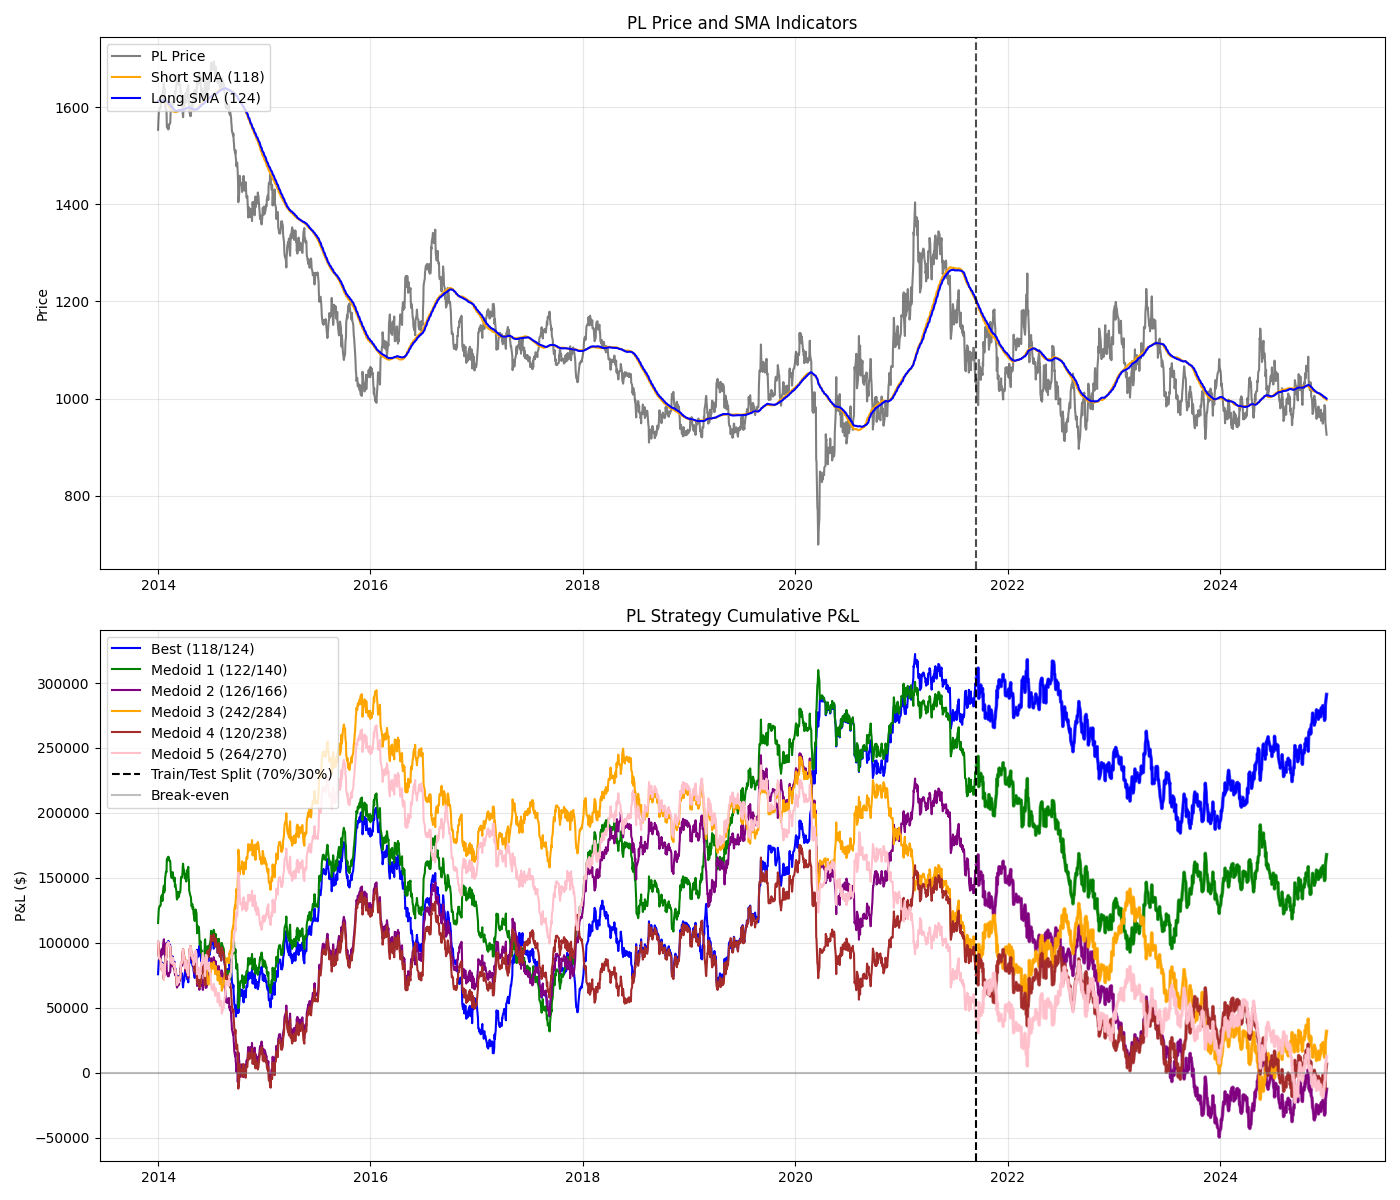 PL Price and SMA Indicators
PL Price
Short SMA (118)
Long SMA (124)
Price
1600
1400
1200
1000
800
2014 2016 2018 2020 2022 2024
PL Strategy Cumulative P&L
Best (118/124)
Medoid 1 (122/140)
Medoid 2 (126/166)
Medoid 3 (242/284)
Medoid 4 (120/238)
Medoid 5 (264/270)
Train/Test Split (70%/30%)
Break-even
P&L ($)
300000
250000
200000
150000
100000
50000
0
−50000
2014 2016 2018 2020 2022 2024